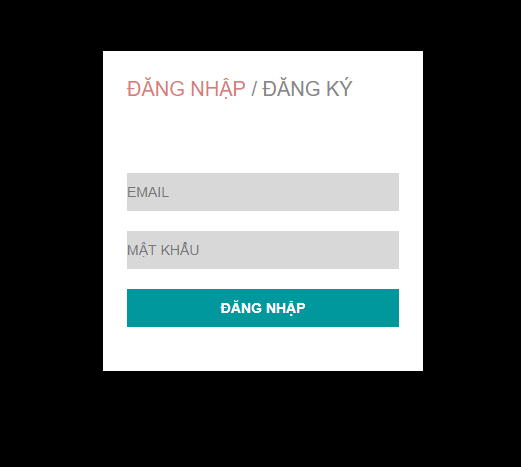 ĐĂNG NHẬP / ĐĂNG KÝ
EMAIL
MẬT KHẨU
ĐĂNG NHẬP